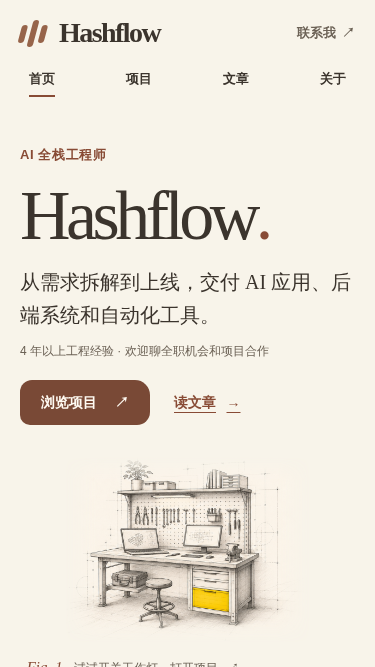 Hashflow
联系我 ↗
首页 项目 文章 关于
AI 全栈工程师
Hashflow.
从需求拆解到上线，交付 AI 应用、后
端系统和自动化工具。
4 年以上工程经验 · 欢迎聊全职机会和项目合作
浏览项目 ↗
读文章 →